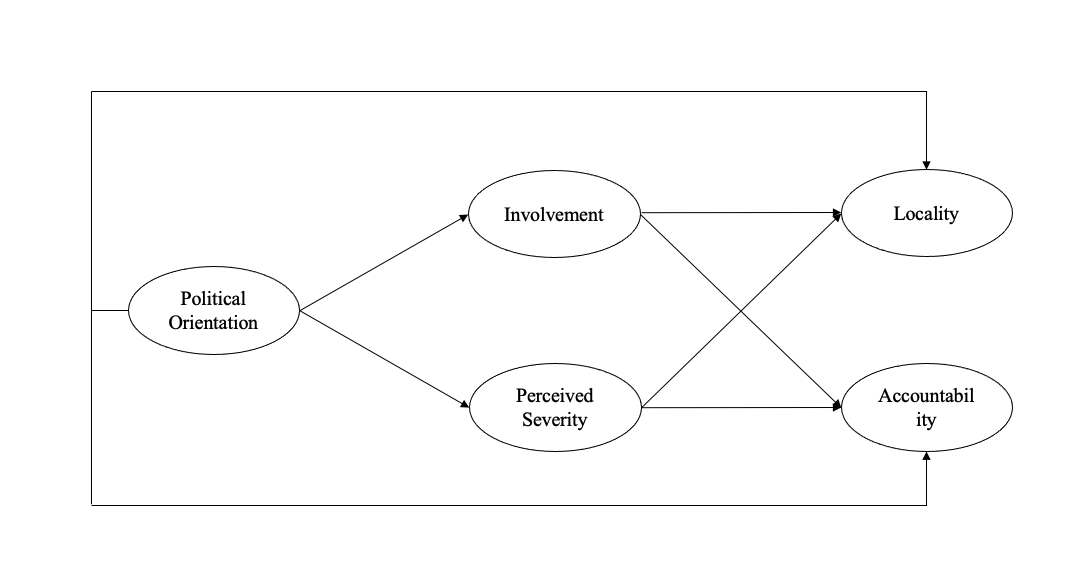 Involvement
Locality
Political
Orientation
Perceived
Severity
Accountabil
ity